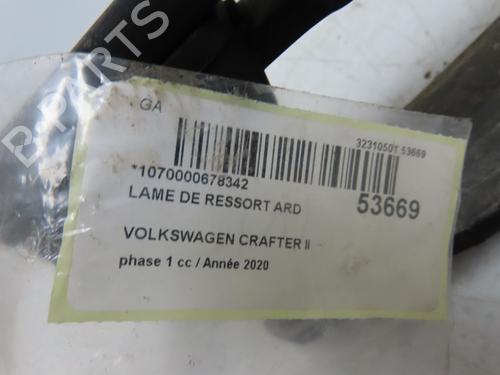 GA
32310501 53669
*1070000678342
LAME DE RESSORT ARD
53669
VOLKSWAGEN CRAFTER II
phase 1 cc / Année 2020
B-PARTS